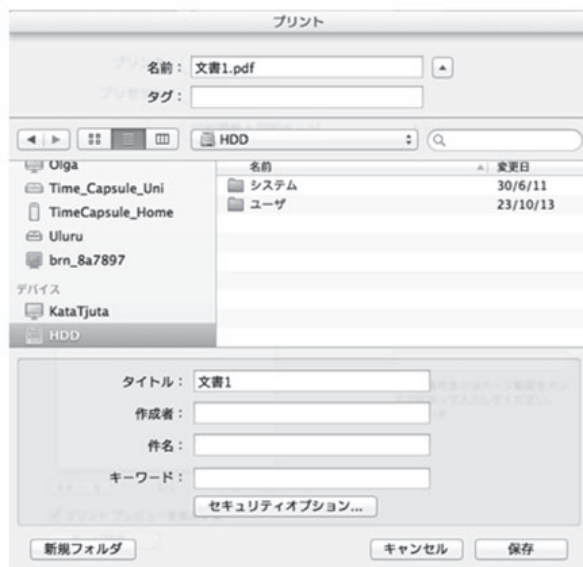 プリント
名前： 文書1.pdf
タグ：
HDD
Olga
Time_Capsule_Uni
TimeCapsule_Home
Uluru
brn_8a7897
デバイス
KataTjuta
HDD
名前 変更日
システム 30/6/11
ユーザ 23/10/13
タイトル： 文書1
作成者：
件名：
キーワード：
セキュリティオプション...
新規フォルダ キャンセル 保存